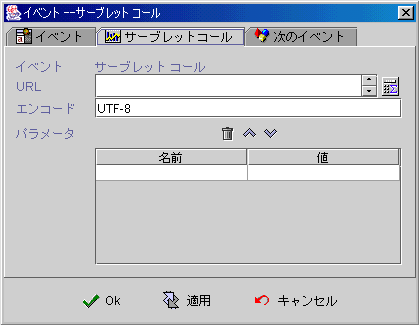 イベント --サーブレット コール
イベント サーブレットコール 次のイベント
イベント サーブレット コール
URL
エンコード UTF-8
パラメータ
名前 値
Ok 適用 キャンセル